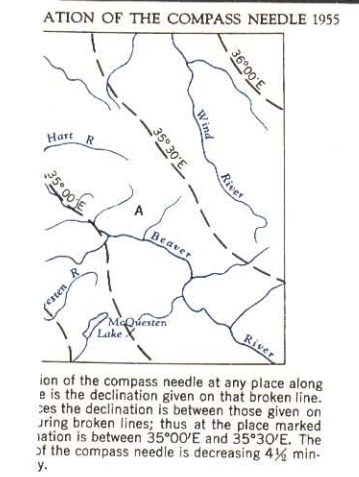 ATION OF THE COMPASS NEEDLE 1955
36°00'E
Wind
River
35°30'E
Hart R
35°00'E
A
Beaver
River
esten R
McQuesten
Lake
ion of the compass needle at any place along
e is the declination given on that broken line.
ces the declination is between those given on
uring broken lines; thus at the place marked
nation is between 35°00'E and 35°30'E. The
of the compass needle is decreasing 4½ min-
y.